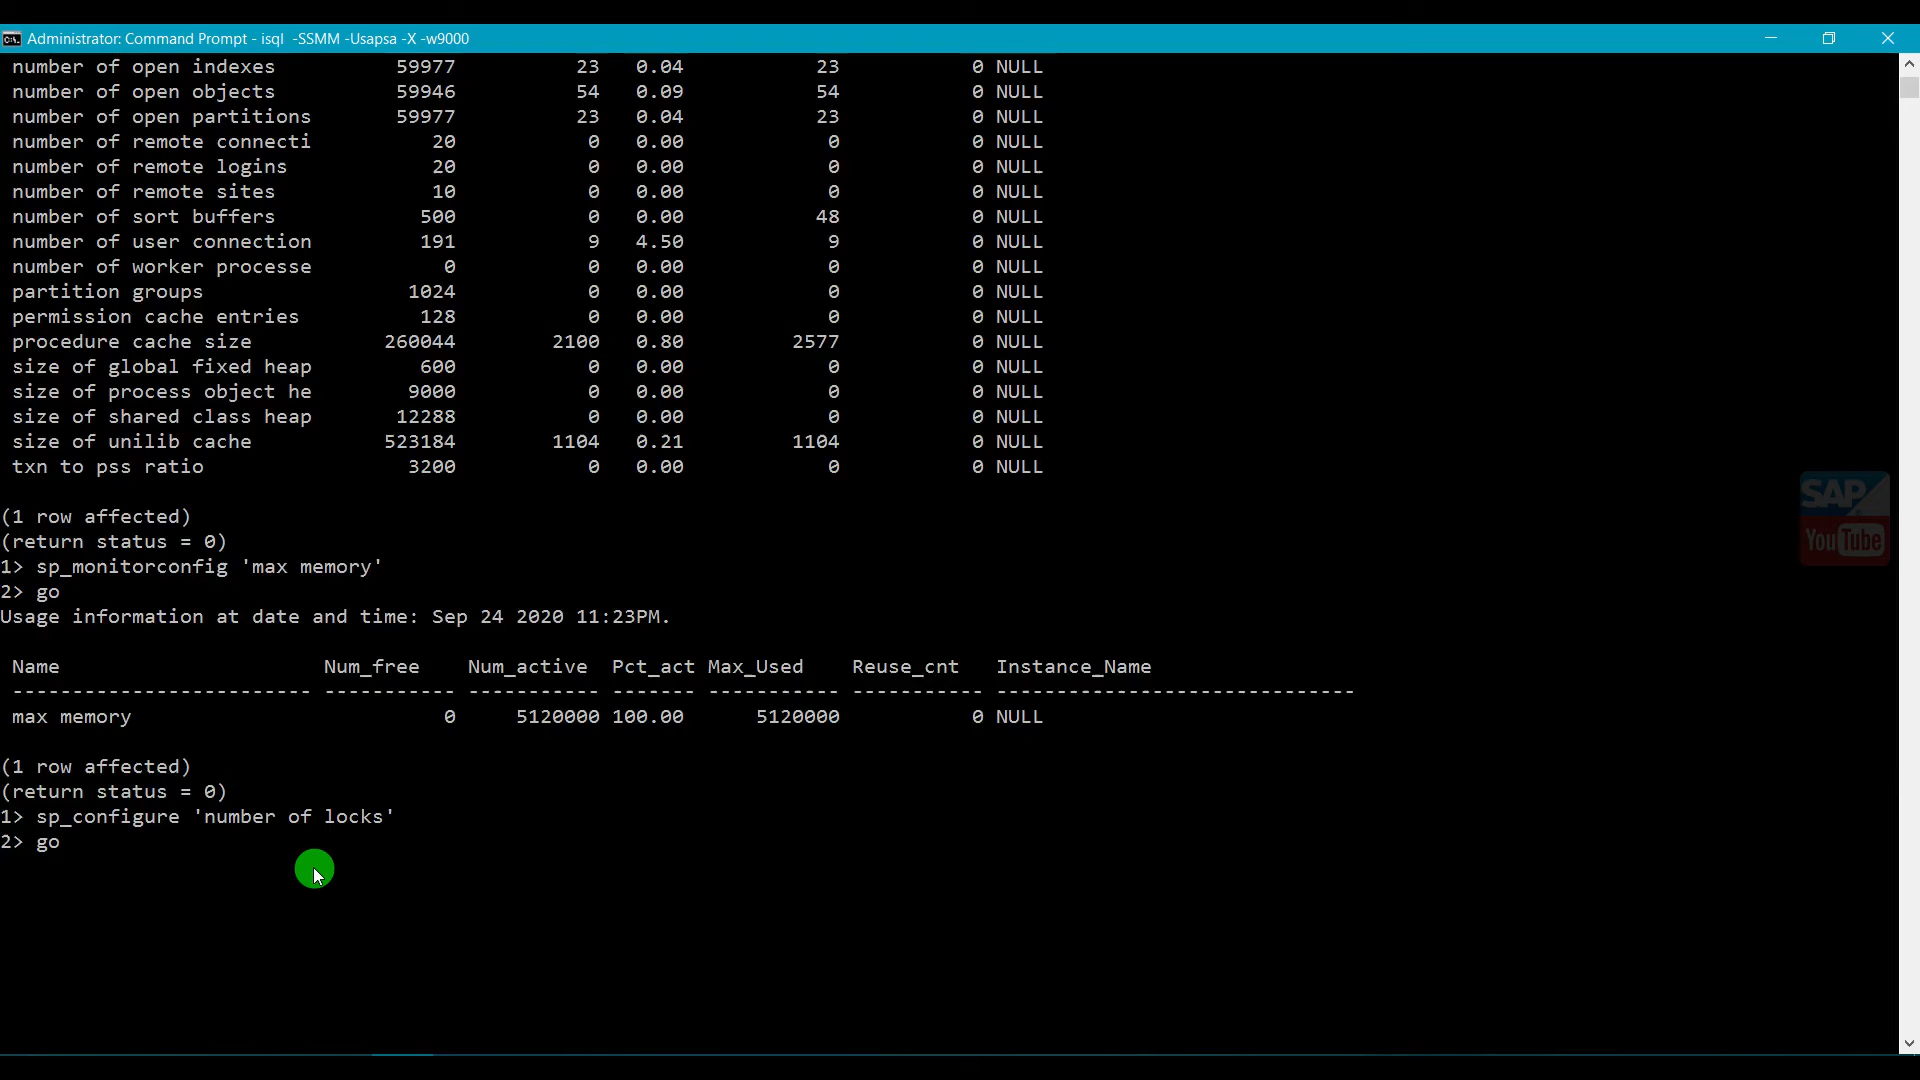 Administrator: Command Prompt - isql  -SSMM -Usapsa -X -w9000
number of open indexes 59977 23 0.04 23 0 NULL
number of open objects 59946 54 0.09 54 0 NULL
number of open partitions 59977 23 0.04 23 0 NULL
number of remote connecti 20 0 0.00 0 0 NULL
number of remote logins 20 0 0.00 0 0 NULL
number of remote sites 10 0 0.00 0 0 NULL
number of sort buffers 500 0 0.00 48 0 NULL
number of user connection 191 9 4.50 9 0 NULL
number of worker processe 0 0 0.00 0 0 NULL
partition groups 1024 0 0.00 0 0 NULL
permission cache entries 128 0 0.00 0 0 NULL
procedure cache size 260044 2100 0.80 2577 0 NULL
size of global fixed heap 600 0 0.00 0 0 NULL
size of process object he 9000 0 0.00 0 0 NULL
size of shared class heap 12288 0 0.00 0 0 NULL
size of unilib cache 523184 1104 0.21 1104 0 NULL
txn to pss ratio 3200 0 0.00 0 0 NULL
(1 row affected)
(return status = 0)
1> sp_monitorconfig 'max memory'
2> go
Usage information at date and time: Sep 24 2020 11:23PM.
Name Num_free Num_active Pct_act Max_Used Reuse_cnt Instance_Name
------------------------- ----------- ----------- ------- ----------- ----------- ------------------------------
max memory 0 5120000 100.00 5120000 0 NULL
(1 row affected)
(return status = 0)
1> sp_configure 'number of locks'
2> go
SAP
YouTube